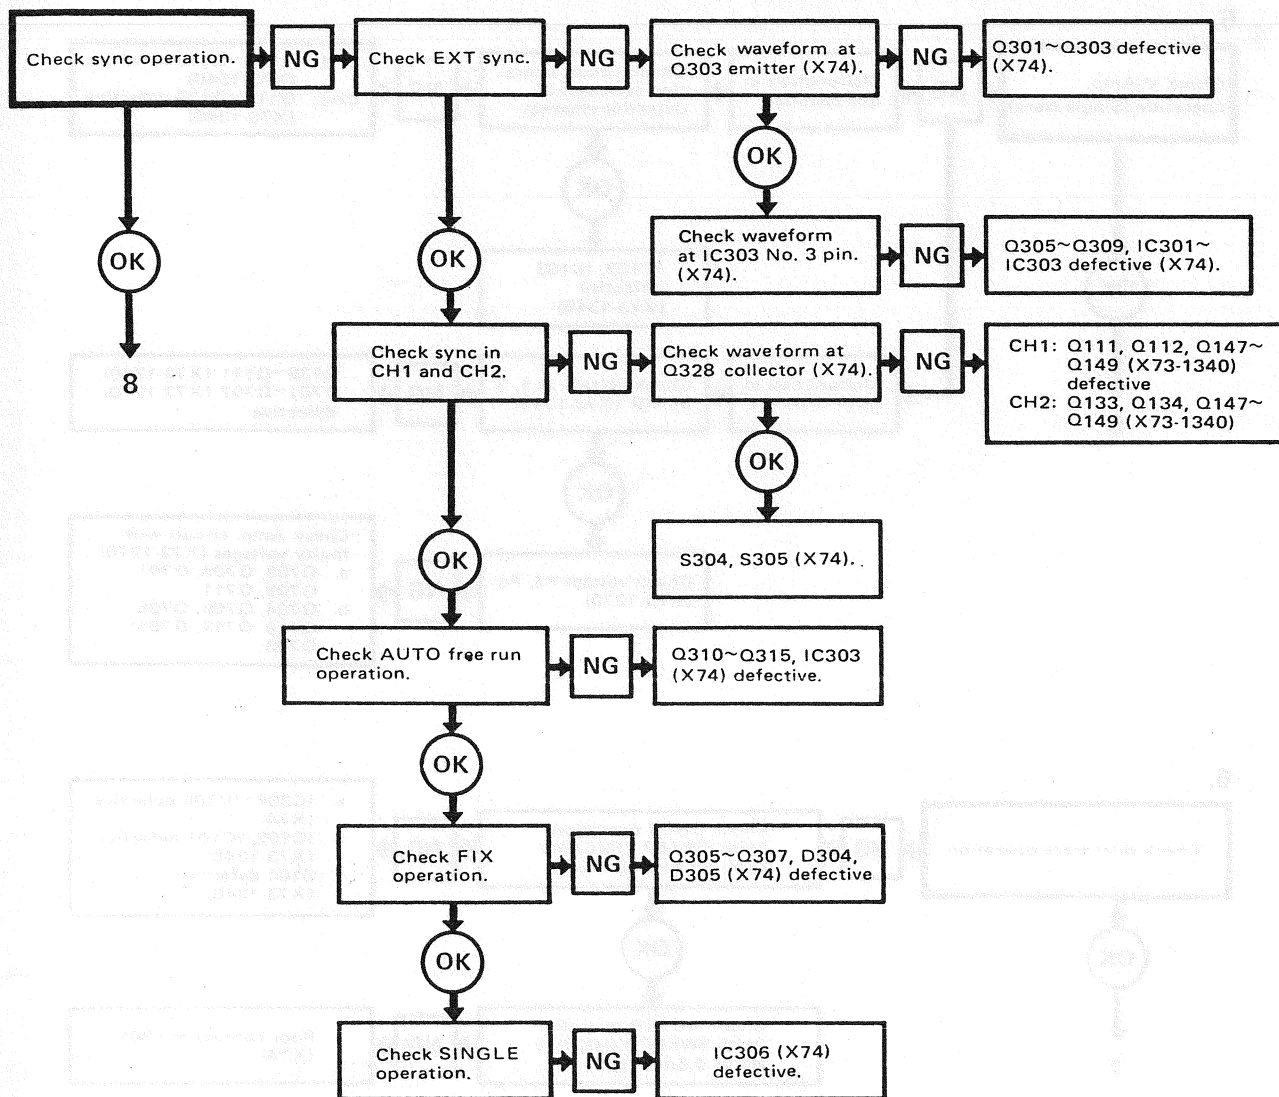 Check sync operation.
NG
Check EXT sync.
NG
Check waveform at
Q303 emitter (X74).
NG
Q301~Q303 defective
(X74).
OK
Check waveform
at IC303 No. 3 pin.
(X74).
NG
Q305~Q309, IC301~
IC303 defective (X74).
OK
8
OK
Check sync in
CH1 and CH2.
NG
Check waveform at
Q328 collector (X74).
NG
CH1: Q111, Q112, Q147~
Q149 (X73-1340)
defective
CH2: Q133, Q134, Q147~
Q149 (X73-1340)
OK
S304, S305 (X74).
OK
Check AUTO free run
operation.
NG
Q310~Q315, IC303
(X74) defective.
OK
Check FIX
operation.
NG
Q305~Q307, D304,
D305 (X74) defective
OK
Check SINGLE
operation.
NG
IC306 (X74)
defective.